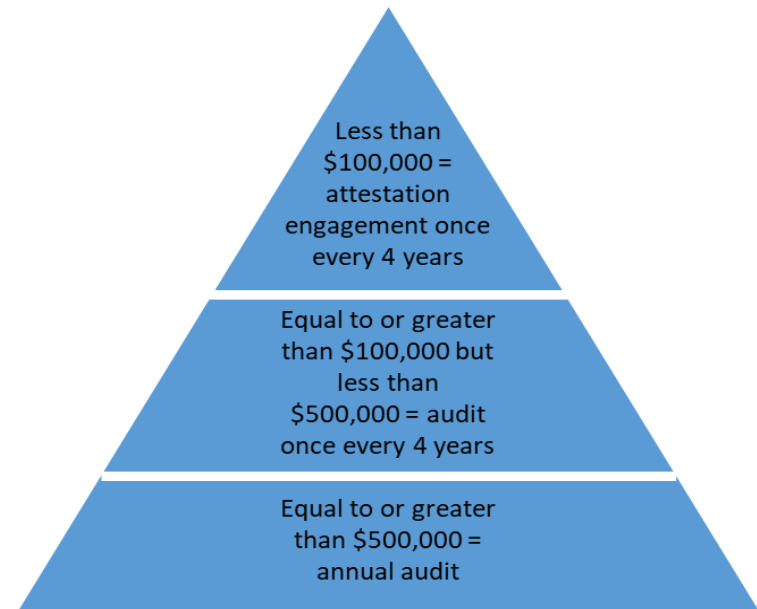 Less than
$100,000 =
attestation
engagement once
every 4 years
Equal to or greater
than $100,000 but
less than
$500,000 = audit
once every 4 years
Equal to or greater
than $500,000 =
annual audit